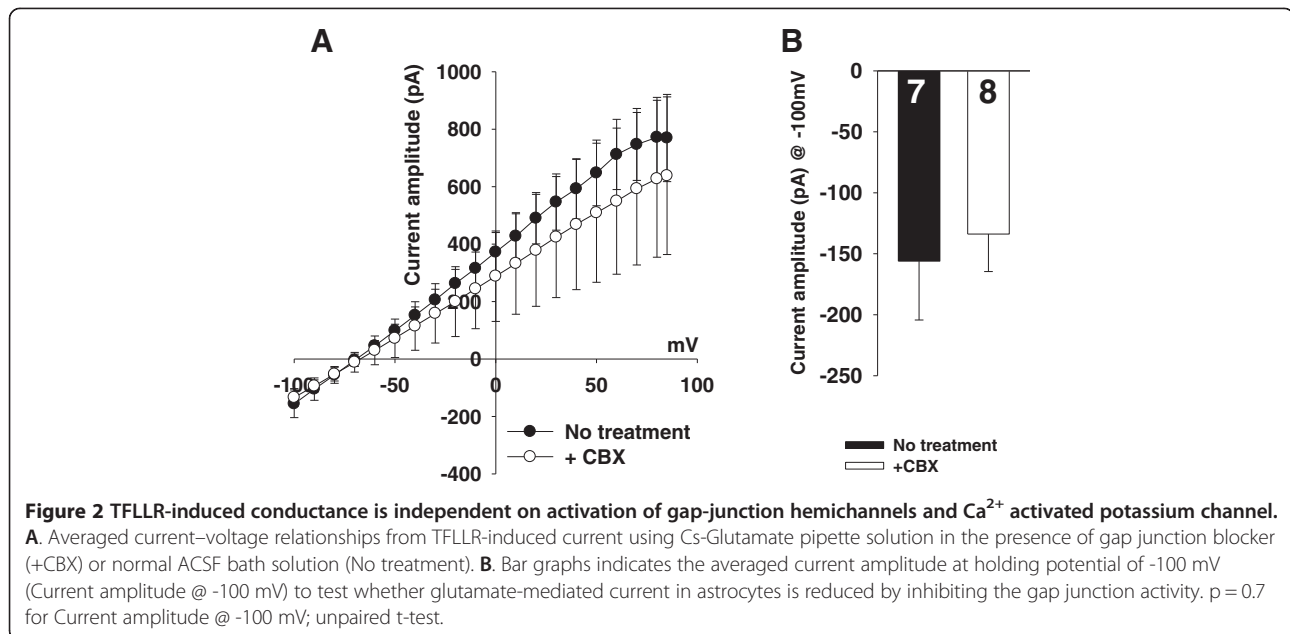 A
B
Current amplitude (pA)
1000
800
600
400
200
0
-200
-400
-100
-50
0
50
100
mV
No treatment
+ CBX
Current amplitude (pA) @ -100mV
0
-50
-100
-150
-200
-250
7
8
No treatment
+CBX
Figure 2 TFLLR-induced conductance is independent on activation of gap-junction hemichannels and Ca2+ activated potassium channel.
A. Averaged current–voltage relationships from TFLLR-induced current using Cs-Glutamate pipette solution in the presence of gap junction blocker
(+CBX) or normal ACSF bath solution (No treatment). B. Bar graphs indicates the averaged current amplitude at holding potential of -100 mV
(Current amplitude @ -100 mV) to test whether glutamate-mediated current in astrocytes is reduced by inhibiting the gap junction activity. p = 0.7
for Current amplitude @ -100 mV; unpaired t-test.